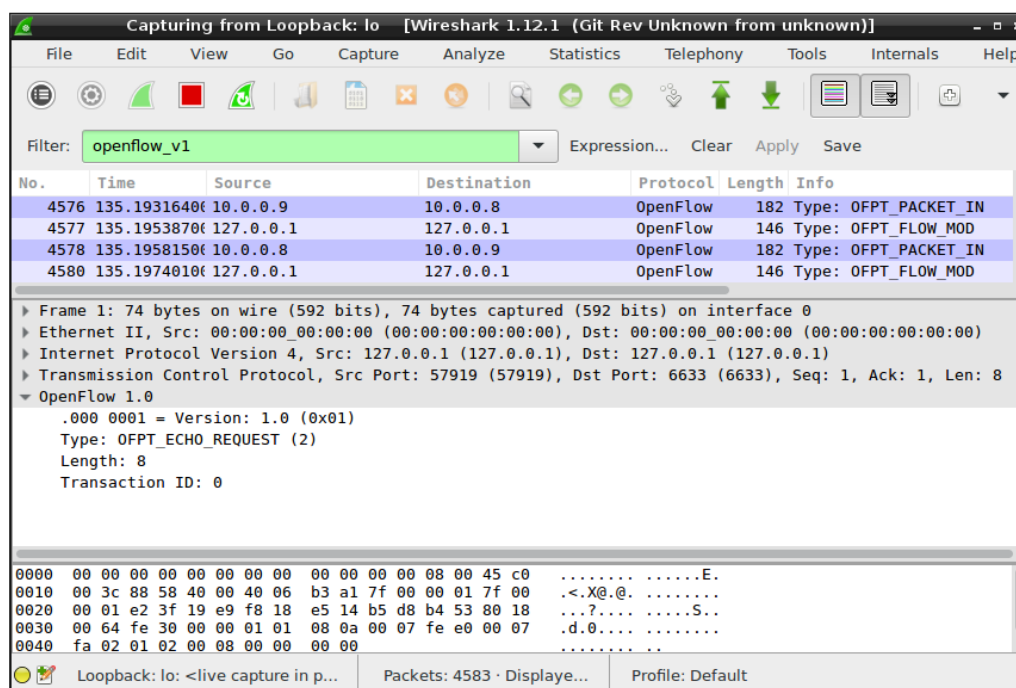 Capturing from Loopback: lo [Wireshark 1.12.1 (Git Rev Unknown from unknown)]
File Edit View Go Capture Analyze Statistics Telephony Tools Internals Help
Filter: openflow_v1 Expression... Clear Apply Save
No. Time Source Destination Protocol Length Info
4576 135.1931640( 10.0.0.9 10.0.0.8 OpenFlow 182 Type: OFPT_PACKET_IN
4577 135.1953870( 127.0.0.1 127.0.0.1 OpenFlow 146 Type: OFPT_FLOW_MOD
4578 135.1958150( 10.0.0.8 10.0.0.9 OpenFlow 182 Type: OFPT_PACKET_IN
4580 135.1974010( 127.0.0.1 127.0.0.1 OpenFlow 146 Type: OFPT_FLOW_MOD
Frame 1: 74 bytes on wire (592 bits), 74 bytes captured (592 bits) on interface 0
Ethernet II, Src: 00:00:00_00:00:00 (00:00:00:00:00:00), Dst: 00:00:00_00:00:00 (00:00:00:00:00:00)
Internet Protocol Version 4, Src: 127.0.0.1 (127.0.0.1), Dst: 127.0.0.1 (127.0.0.1)
Transmission Control Protocol, Src Port: 57919 (57919), Dst Port: 6633 (6633), Seq: 1, Ack: 1, Len: 8
OpenFlow 1.0
.000 0001 = Version: 1.0 (0x01)
Type: OFPT_ECHO_REQUEST (2)
Length: 8
Transaction ID: 0
0000 00 00 00 00 00 00 00 00 00 00 00 00 08 00 45 c0 ........ ......E.
0010 00 3c 88 58 40 00 40 06 b3 a1 7f 00 00 01 7f 00 .<.X@.@. ........
0020 00 01 e2 3f 19 e9 f8 18 e5 14 b5 d8 b4 53 80 18 ...?.... .....S..
0030 00 64 fe 30 00 00 01 01 08 0a 00 07 fe e0 00 07 .d.0.... ........
0040 fa 02 01 02 00 08 00 00 00 00 ........ ..
Loopback: lo: <live capture in p... Packets: 4583 · Displaye... Profile: Default